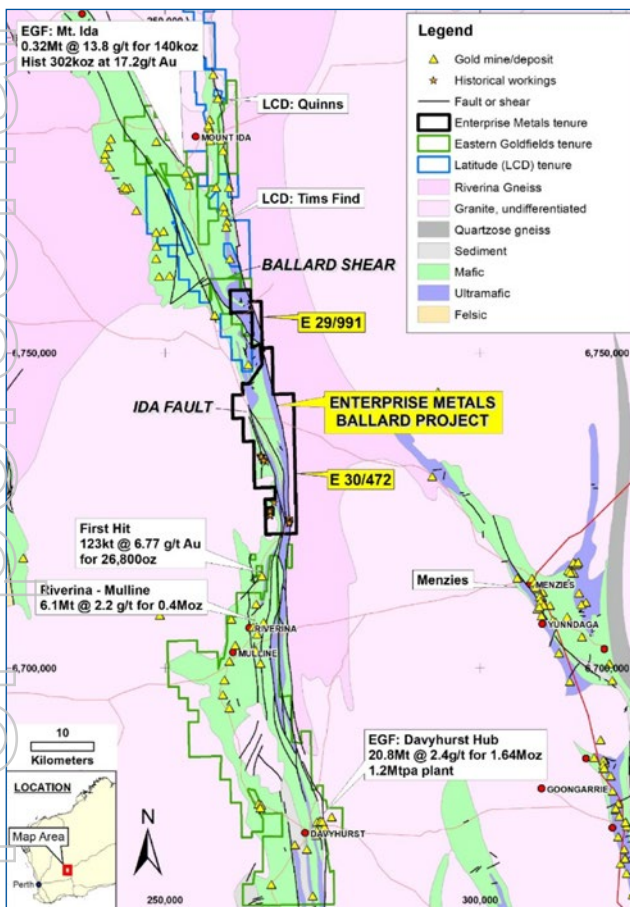 250,000
EGF: Mt. Ida
0.32Mt @ 13.8 g/t for 140koz
Hist 302koz at 17.2g/t Au
LCD: Quinns
MOUNT IDA
LCD: Tims Find
BALLARD SHEAR
E 29/991
6,750,000
6,750,000
IDA FAULT
ENTERPRISE METALS
BALLARD PROJECT
E 30/472
First Hit
123kt @ 6.77 g/t Au
for 26,800oz
Riverina - Mulline
6.1Mt @ 2.2 g/t for 0.4Moz
RIVERINA
MULLINE
Menzies
MENZIES
YUNNDAGA
6,700,000
6,700,000
EGF: Davyhurst Hub
20.8Mt @ 2.4g/t for 1.64Moz
1.2Mtpa plant
GOONGARRIE
DAVYHURST
10
Kilometers
LOCATION
Map Area
Perth
N
250,000
300,000
Legend
Gold mine/deposit
Historical workings
Fault or shear
Enterprise Metals tenure
Eastern Goldfields tenure
Latitude (LCD) tenure
Riverina Gneiss
Granite, undifferentiated
Quartzose gneiss
Sediment
Mafic
Ultramafic
Felsic